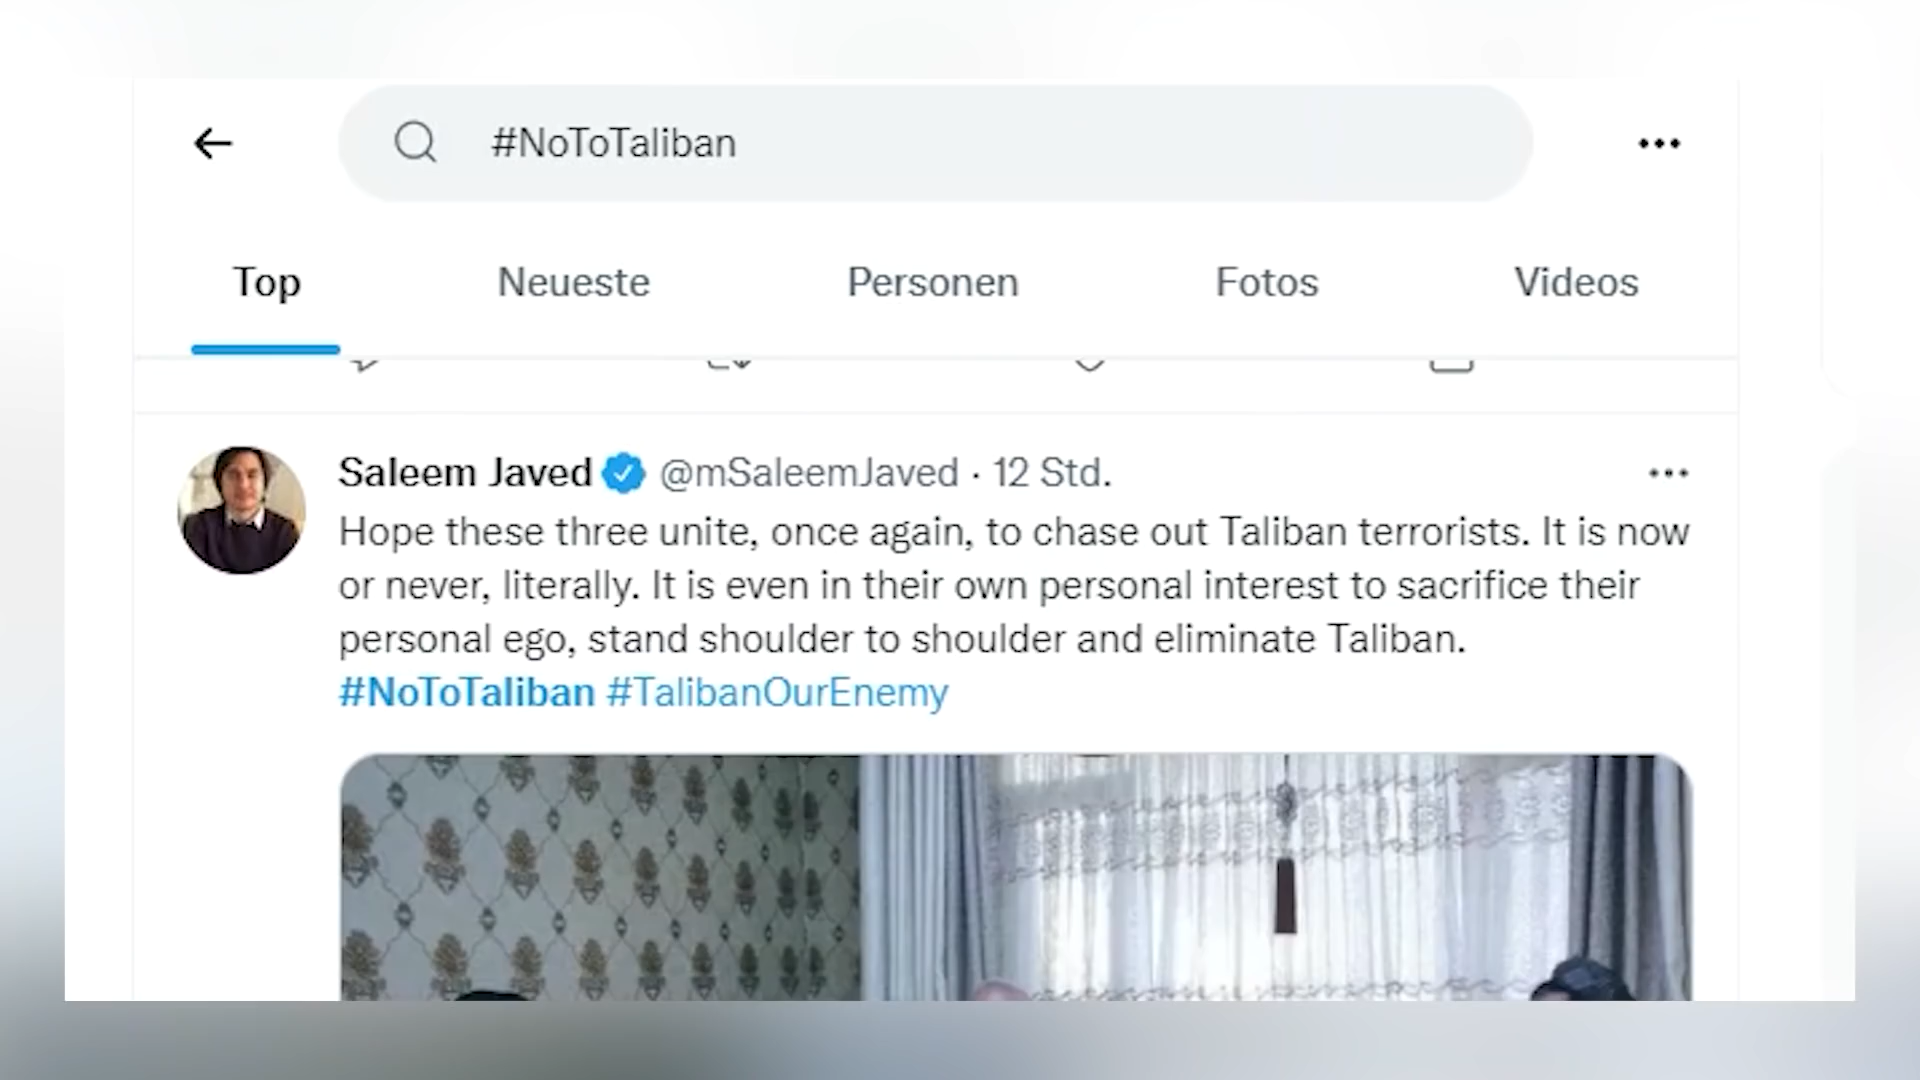 #NoToTaliban
Top Neueste Personen Fotos Videos
Saleem Javed @mSaleemJaved · 12 Std.
Hope these three unite, once again, to chase out Taliban terrorists. It is now
or never, literally. It is even in their own personal interest to sacrifice their
personal ego, stand shoulder to shoulder and eliminate Taliban.
#NoToTaliban #TalibanOurEnemy